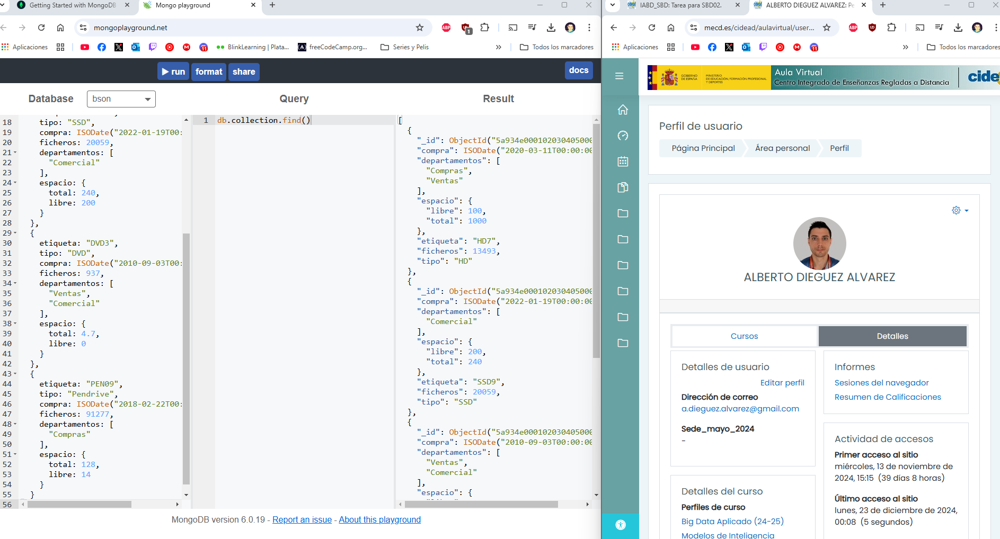 Getting Started with MongoDB
Mongo playground
mongoplayground.net
1
Aplicaciones
11
BlinkLearning | Plata...
freeCodeCamp.org...
Series y Pelis
Todos los marcadores
run
format
share
docs
Database
bson
Query
Result
18 tipo: "SSD",
19 compra: ISODate("2022-01-19T00:
20 ficheros: 20059,
21 departamentos: [
22 "Comercial"
23 ],
24 espacio: {
25 total: 240,
26 libre: 200
27 }
28 },
29 {
30 etiqueta: "DVD3",
31 tipo: "DVD",
32 compra: ISODate("2010-09-03T00:
33 ficheros: 937,
34 departamentos: [
35 "Ventas",
36 "Comercial"
37 ],
38 espacio: {
39 total: 4.7,
40 libre: 0
41 }
42 },
43 {
44 etiqueta: "PEN09",
45 tipo: "Pendrive",
46 compra: ISODate("2018-02-22T00:
47 ficheros: 91277,
48 departamentos: [
49 "Compras"
50 ],
51 espacio: {
52 total: 128,
53 libre: 14
54 }
55 }
56
1 db.collection.find()
[
{
"_id": ObjectId("5a934e000102030405000
"compra": ISODate("2020-03-11T00:00:00
"departamentos": [
"Compras",
"Ventas"
],
"espacio": {
"libre": 100,
"total": 1000
},
"etiqueta": "HD7",
"ficheros": 13493,
"tipo": "HD"
},
{
"_id": ObjectId("5a934e000102030405000
"compra": ISODate("2022-01-19T00:00:00
"departamentos": [
"Comercial"
],
"espacio": {
"libre": 200,
"total": 240
},
"etiqueta": "SSD9",
"ficheros": 20059,
"tipo": "SSD"
},
{
"_id": ObjectId("5a934e000102030405000
"compra": ISODate("2010-09-03T00:00:00
"departamentos": [
"Ventas",
"Comercial"
],
"espacio": {
MongoDB version 6.0.19 - Report an issue - About this playground
IABD_SBD: Tarea para SBD02.
ALBERTO DIEGUEZ ALVAREZ: Pe
mecd.es/cidead/aulavirtual/user...
Aplicaciones
11
Todos los marcadores
GOBIERNO DE ESPAÑA
MINISTERIO DE EDUCACIÓN, FORMACIÓN PROFESIONAL Y DEPORTES
Aula Virtual
Centro Integrado de Enseñanzas Regladas a Distancia
cide
Perfil de usuario
Página Principal
Área personal
Perfil
ALBERTO DIEGUEZ ALVAREZ
Cursos
Detalles
Detalles de usuario
Editar perfil
Dirección de correo
a.dieguez.alvarez@gmail.com
Sede_mayo_2024
-
Detalles del curso
Perfiles de curso
Big Data Aplicado (24-25)
Modelos de Inteligencia
Informes
Sesiones del navegador
Resumen de Calificaciones
Actividad de accesos
Primer acceso al sitio
miércoles, 13 de noviembre de
2024, 15:15 (39 días 8 horas)
Último acceso al sitio
lunes, 23 de diciembre de 2024,
00:08 (5 segundos)